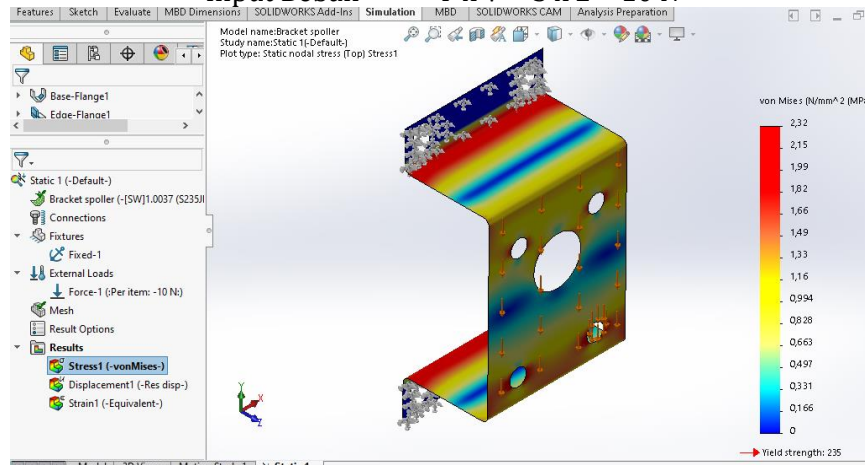 Features Sketch Evaluate MBD Dimensions SOLIDWORKS Add-Ins Simulation MBD SOLIDWORKS CAM Analysis Preparation
Model name:Bracket spoller
Study name:Static 1(-Default-)
Plot type: Static nodal stress (Top) Stress1
Base-Flange1
Edge-Flange1
Static 1 (-Default-)
Bracket spoller (-[SW]1.0037 (S235J
Connections
Fixtures
Fixed-1
External Loads
Force-1 (:Per item: -10 N:)
Mesh
Result Options
Results
Stress1 (-vonMises-)
Displacement1 (-Res disp-)
Strain1 (-Equivalent-)
von Mises (N/mm^2 (MPa
2,32
2,15
1,99
1,82
1,66
1,49
1,33
1,16
0,994
0,828
0,663
0,497
0,331
0,166
0
Yield strength: 235
Y
X
Z